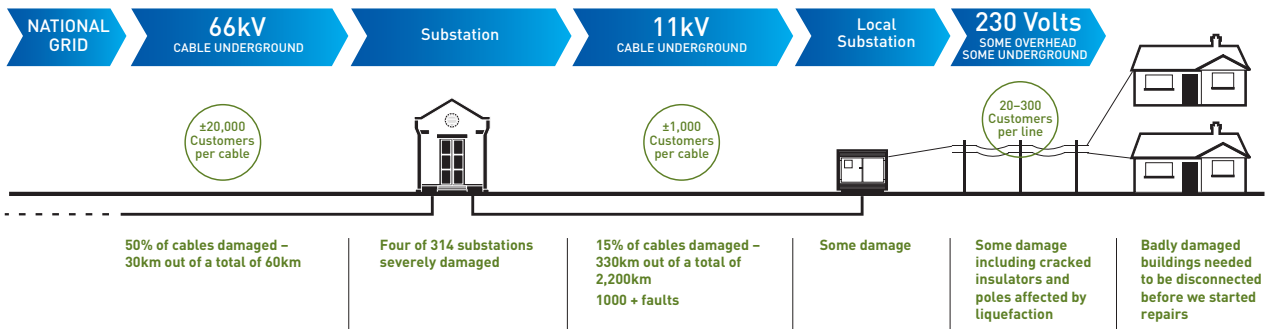 NATIONAL
GRID
66kV
CABLE UNDERGROUND
Substation
11kV
CABLE UNDERGROUND
Local
Substation
230 Volts
SOME OVERHEAD
SOME UNDERGROUND
±20,000
Customers
per cable
±1,000
Customers
per cable
20–300
Customers
per line
50% of cables damaged –
30km out of a total of 60km
Four of 314 substations
severely damaged
15% of cables damaged –
330km out of a total of
2,200km
1000 + faults
Some damage
Some damage
including cracked
insulators and
poles affected by
liquefaction
Badly damaged
buildings needed
to be disconnected
before we started
repairs